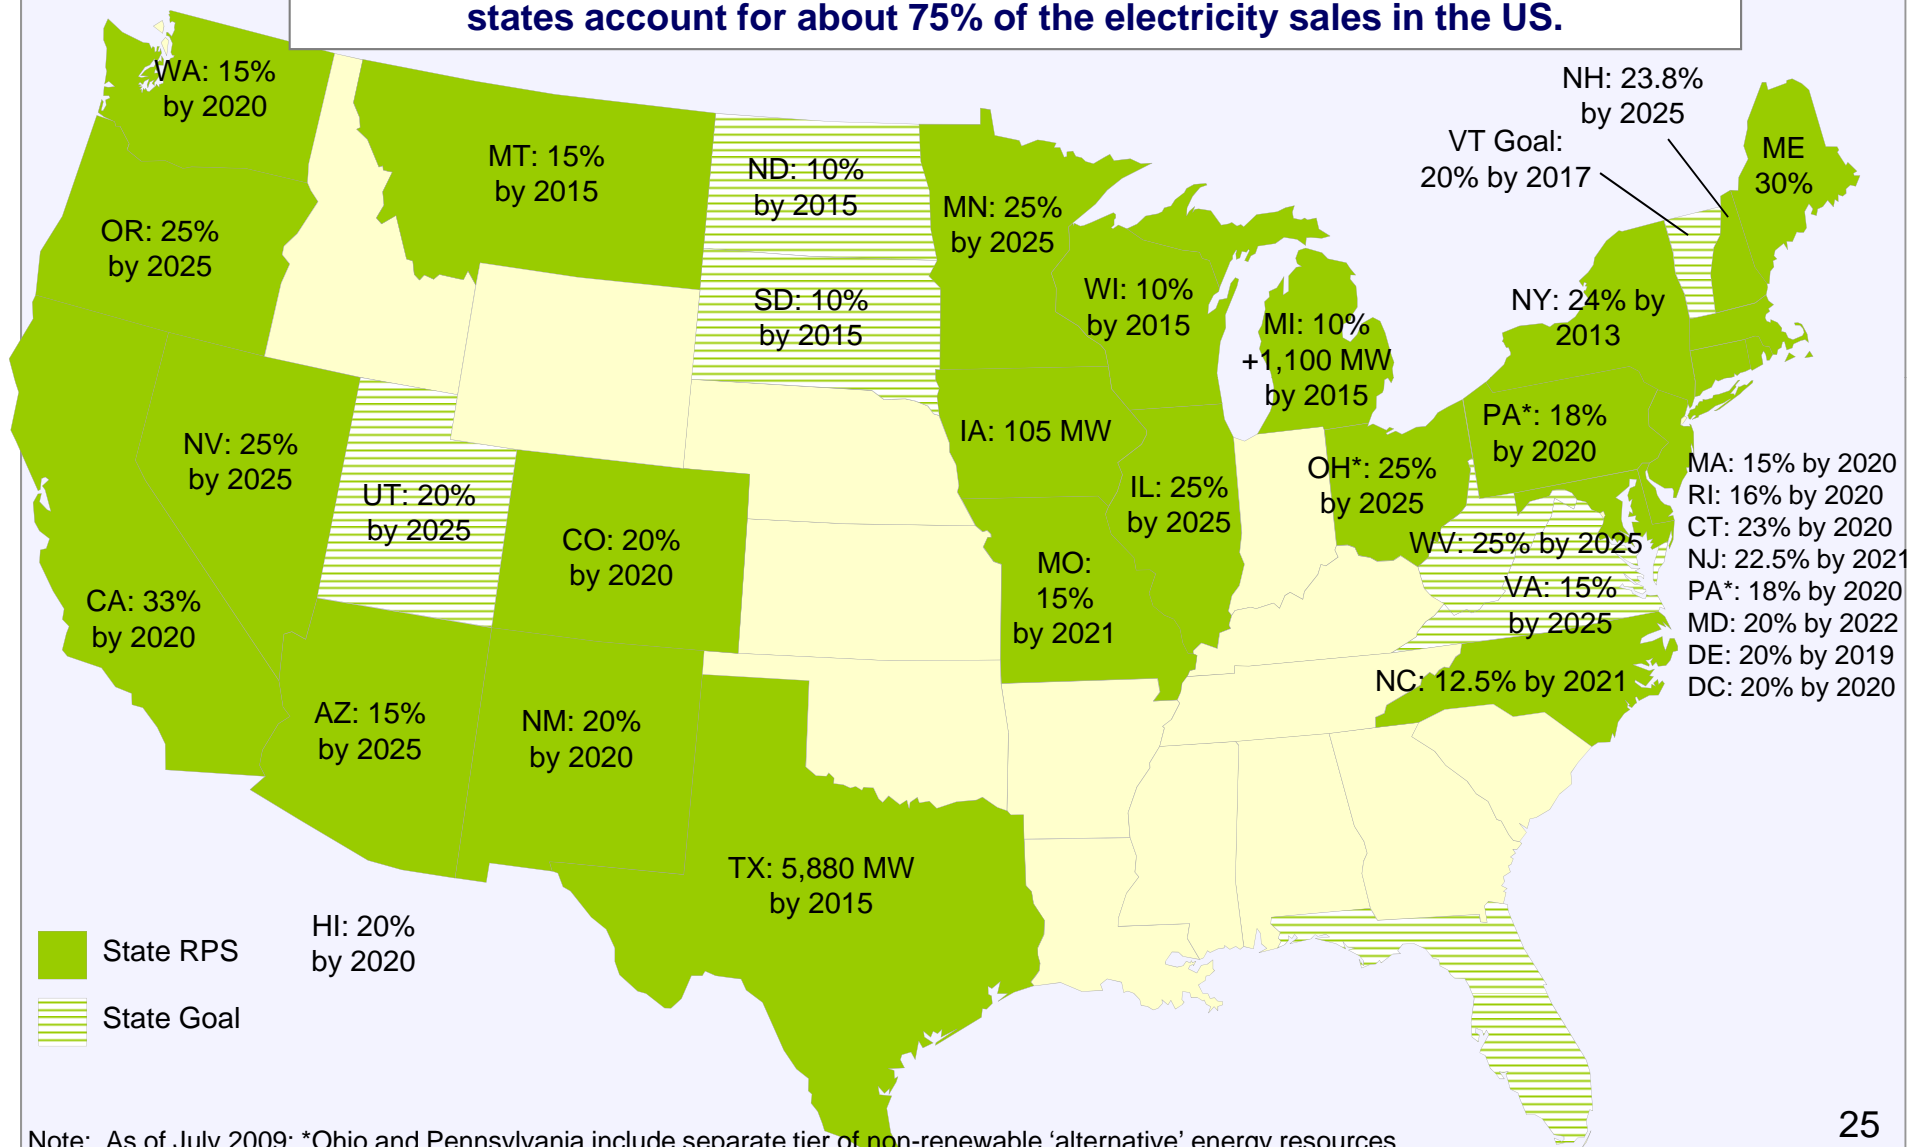 states account for about 75% of the electricity sales in the US.
WA: 15%
by 2020
OR: 25%
by 2025
MT: 15%
by 2015
ND: 10%
by 2015
SD: 10%
by 2015
MN: 25%
by 2025
WI: 10%
by 2015
MI: 10%
+1,100 MW
by 2015
NH: 23.8%
by 2025
VT Goal:
20% by 2017
ME
30%
NY: 24% by
2013
NV: 25%
by 2025
UT: 20%
by 2025
CO: 20%
by 2020
IA: 105 MW
IL: 25%
by 2025
MO:
15%
by 2021
OH*: 25%
by 2025
PA*: 18%
by 2020
WV: 25% by 2025
VA: 15%
by 2025
NC: 12.5% by 2021
MA: 15% by 2020
RI: 16% by 2020
CT: 23% by 2020
NJ: 22.5% by 2021
PA*: 18% by 2020
MD: 20% by 2022
DE: 20% by 2019
DC: 20% by 2020
CA: 33%
by 2020
AZ: 15%
by 2025
NM: 20%
by 2020
TX: 5,880 MW
by 2015
HI: 20%
by 2020
State RPS
State Goal
Note: As of July 2009; *Ohio and Pennsylvania include separate tier of non-renewable ‘alternative’ energy resources
25